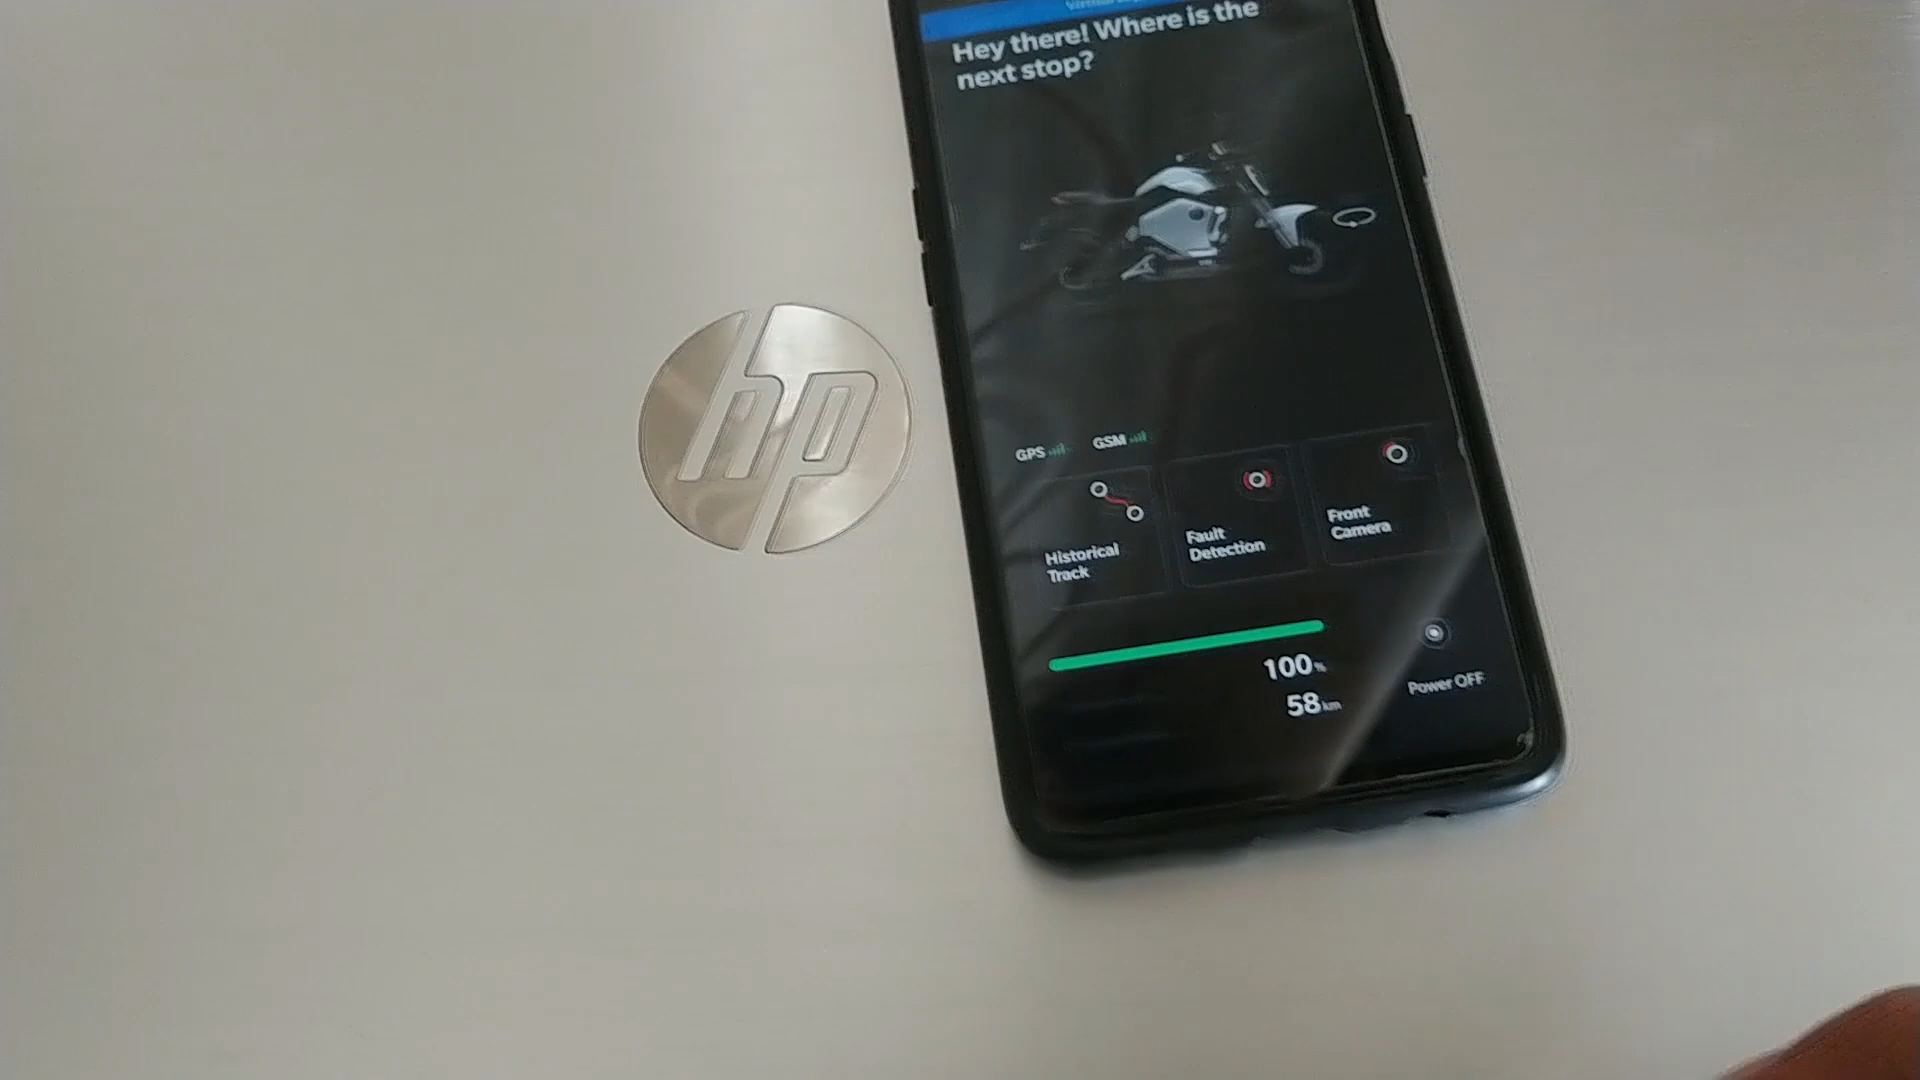 Hey there! Where is the
next stop?
hp
GPS
GSM
Historical
Track
Fault
Detection
Front
Camera
100%
58km
Power OFF